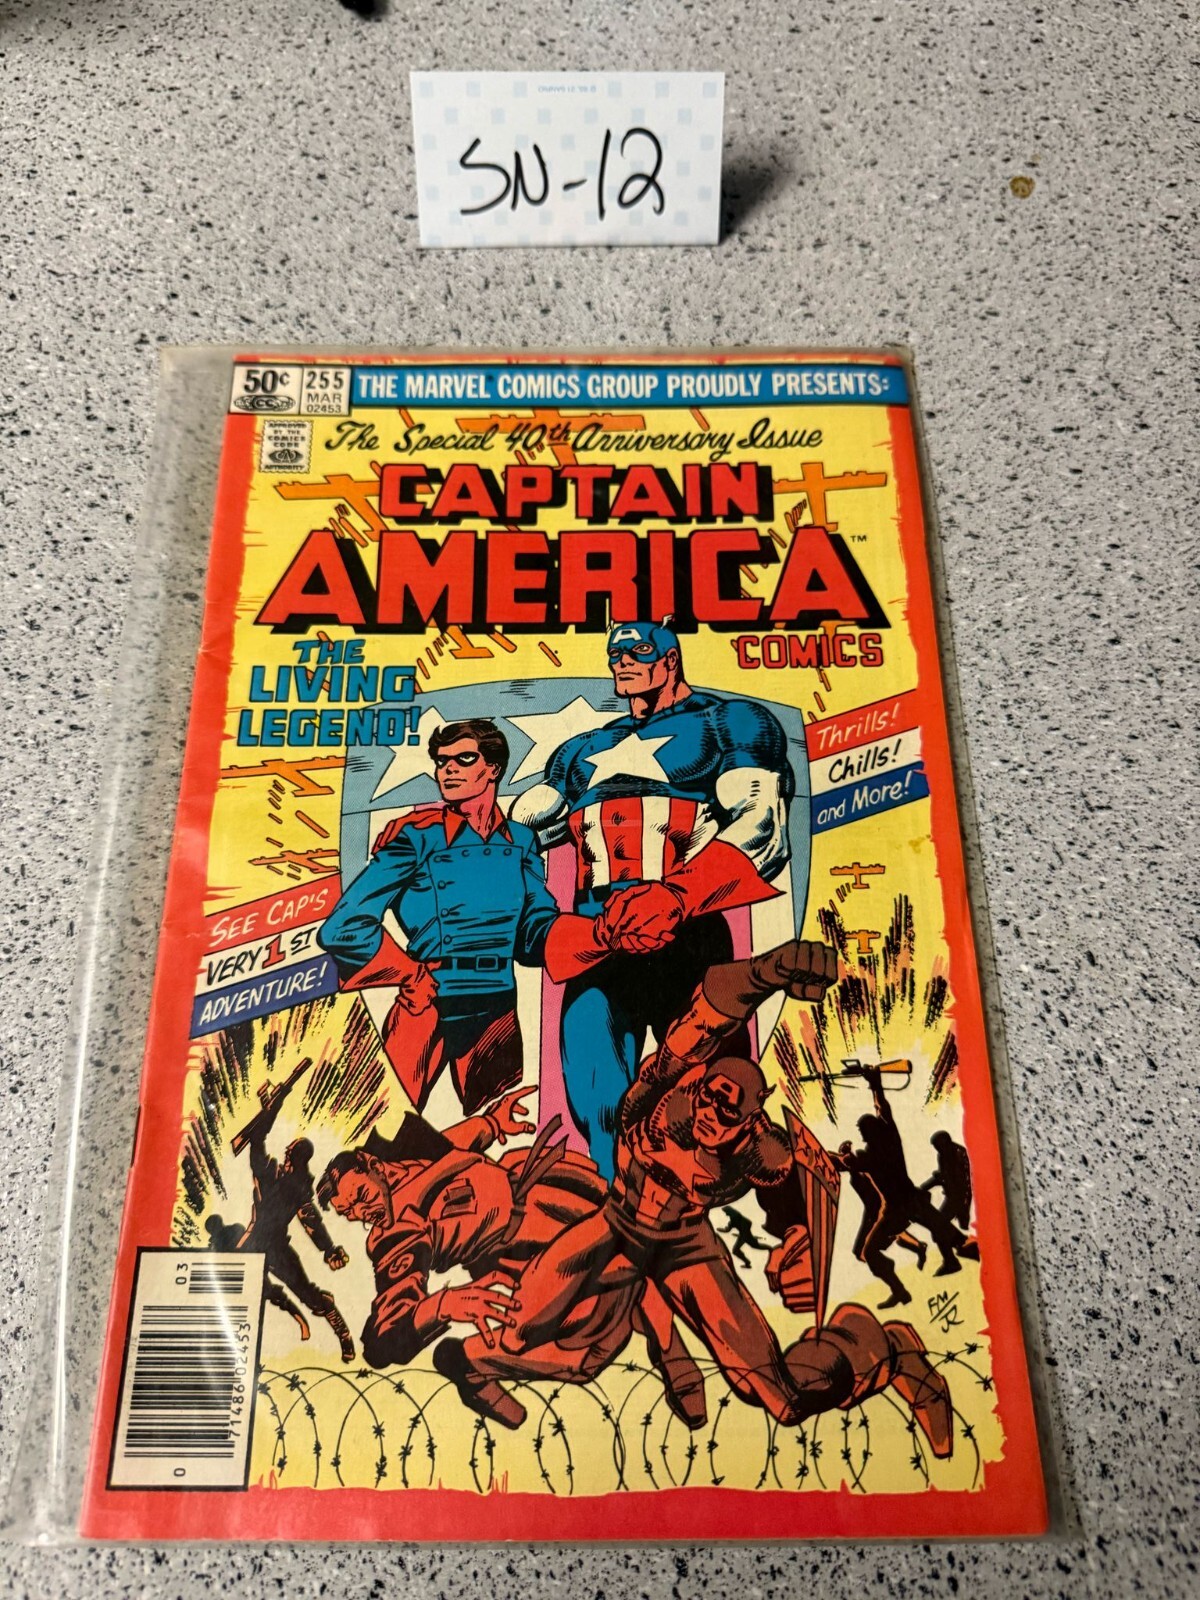 SN-12
50¢
CC
255
MAR
02453
THE MARVEL COMICS GROUP PROUDLY PRESENTS:
APPROVED
BY THE
COMICS
CODE
AUTHORITY
The Special 40th Anniversary Issue
CAPTAIN
AMERICA™
COMICS
THE
LIVING
LEGEND!
Thrills!
Chills!
and More!
SEE CAP'S
VERY 1ST
ADVENTURE!
A
A
FM/JR
03
71486 02453
0